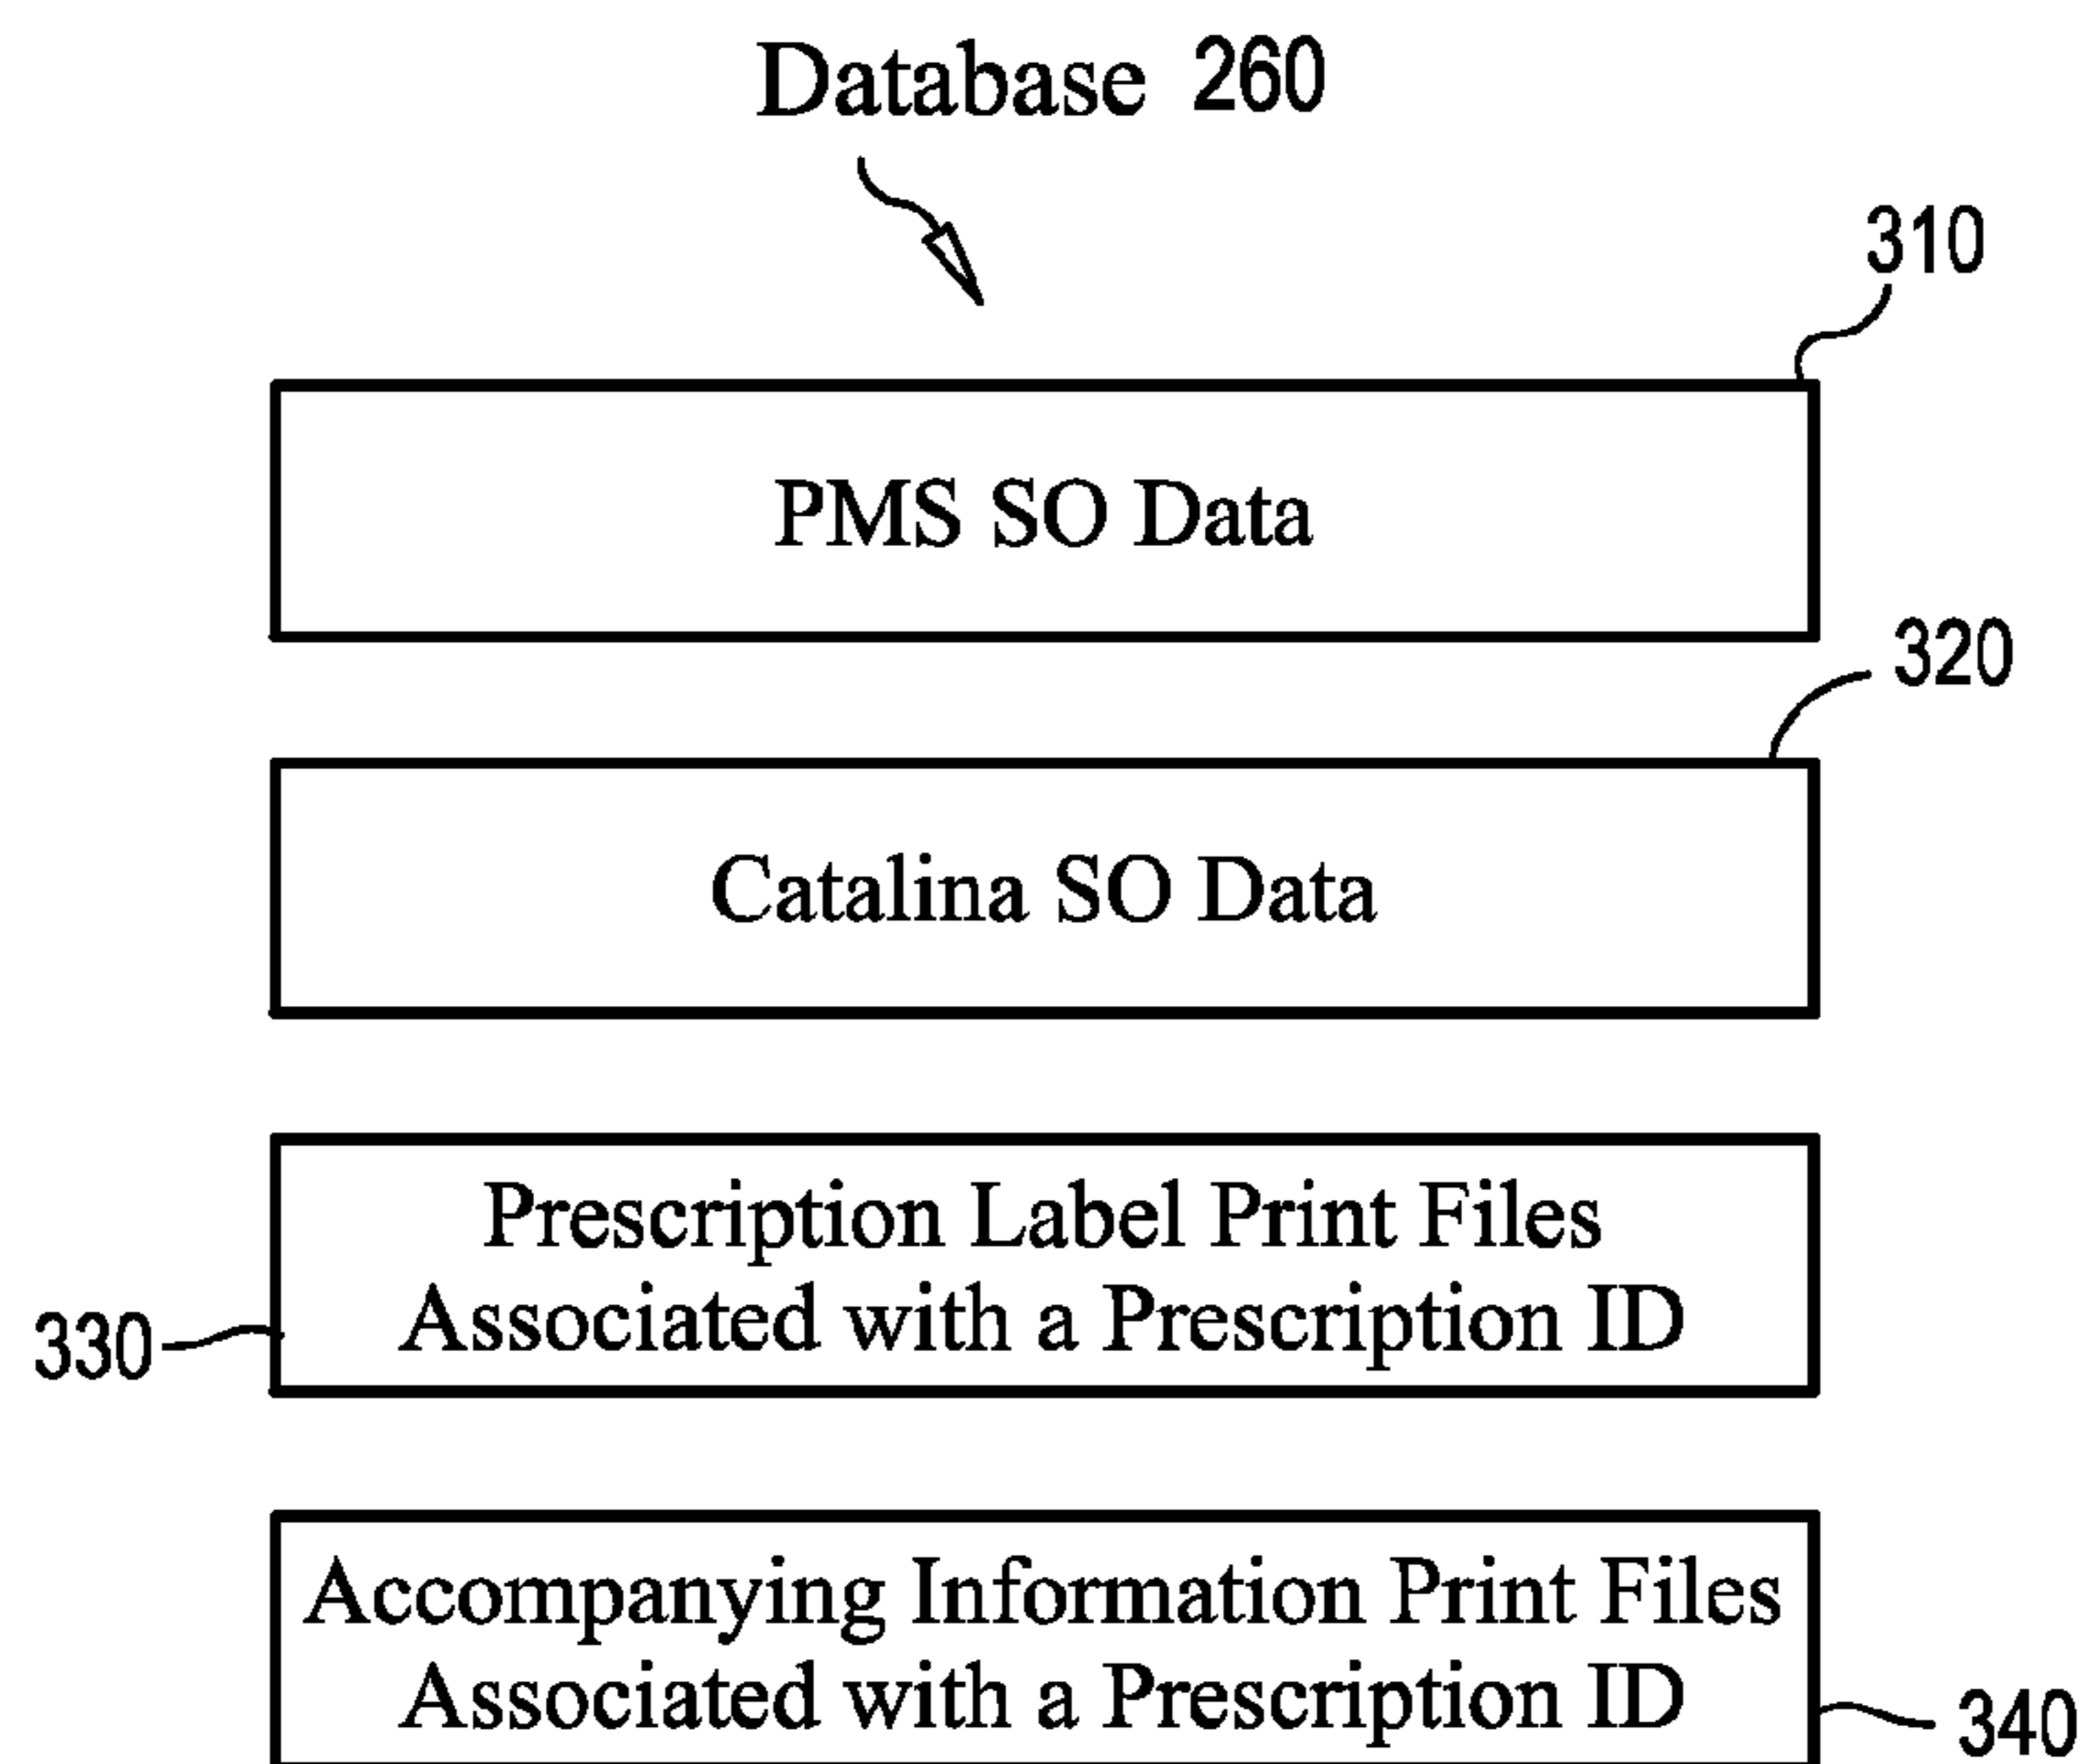 Database 260
310
PMS SO Data
320
Catalina SO Data
Prescription Label Print Files
Associated with a Prescription ID
330
Accompanying Information Print Files
Associated with a Prescription ID
340